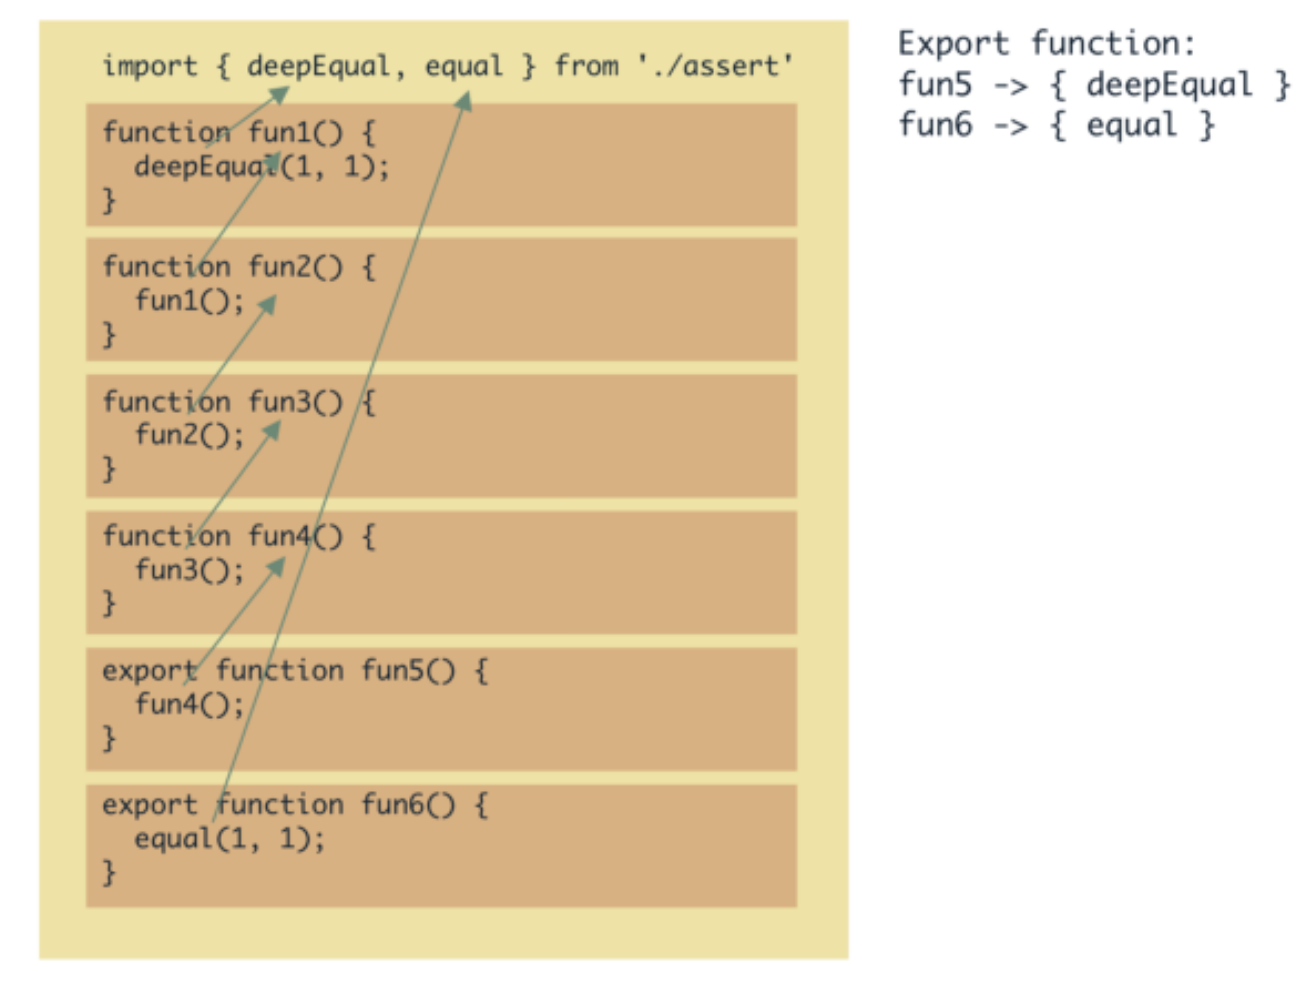 import { deepEqual, equal } from './assert'
function fun1() {
deepEqual(1, 1);
}
function fun2() {
fun1();
}
function fun3() {
fun2();
}
function fun4() {
fun3();
}
export function fun5() {
fun4();
}
export function fun6() {
equal(1, 1);
}
Export function:
fun5 -> { deepEqual }
fun6 -> { equal }